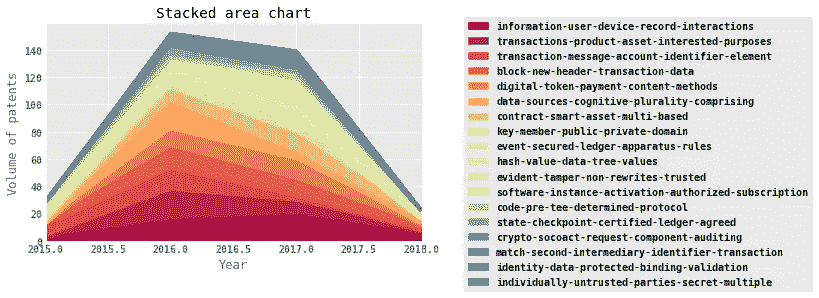 Stacked area chart
140
120
100
80
60
40
20
0
Volume of patents
2015.0 2015.5 2016.0 2016.5 2017.0 2017.5 2018.0
Year
information-user-device-record-interactions
transactions-product-asset-interested-purposes
transaction-message-account-identifier-element
block-new-header-transaction-data
digital-token-payment-content-methods
data-sources-cognitive-plurality-comprising
contract-smart-asset-multi-based
key-member-public-private-domain
event-secured-ledger-apparatus-rules
hash-value-data-tree-values
evident-tamper-non-rewrites-trusted
software-instance-activation-authorized-subscription
code-pre-tee-determined-protocol
state-checkpoint-certified-ledger-agreed
crypto-socoact-request-component-auditing
match-second-intermediary-identifier-transaction
identity-data-protected-binding-validation
individually-untrusted-parties-secret-multiple